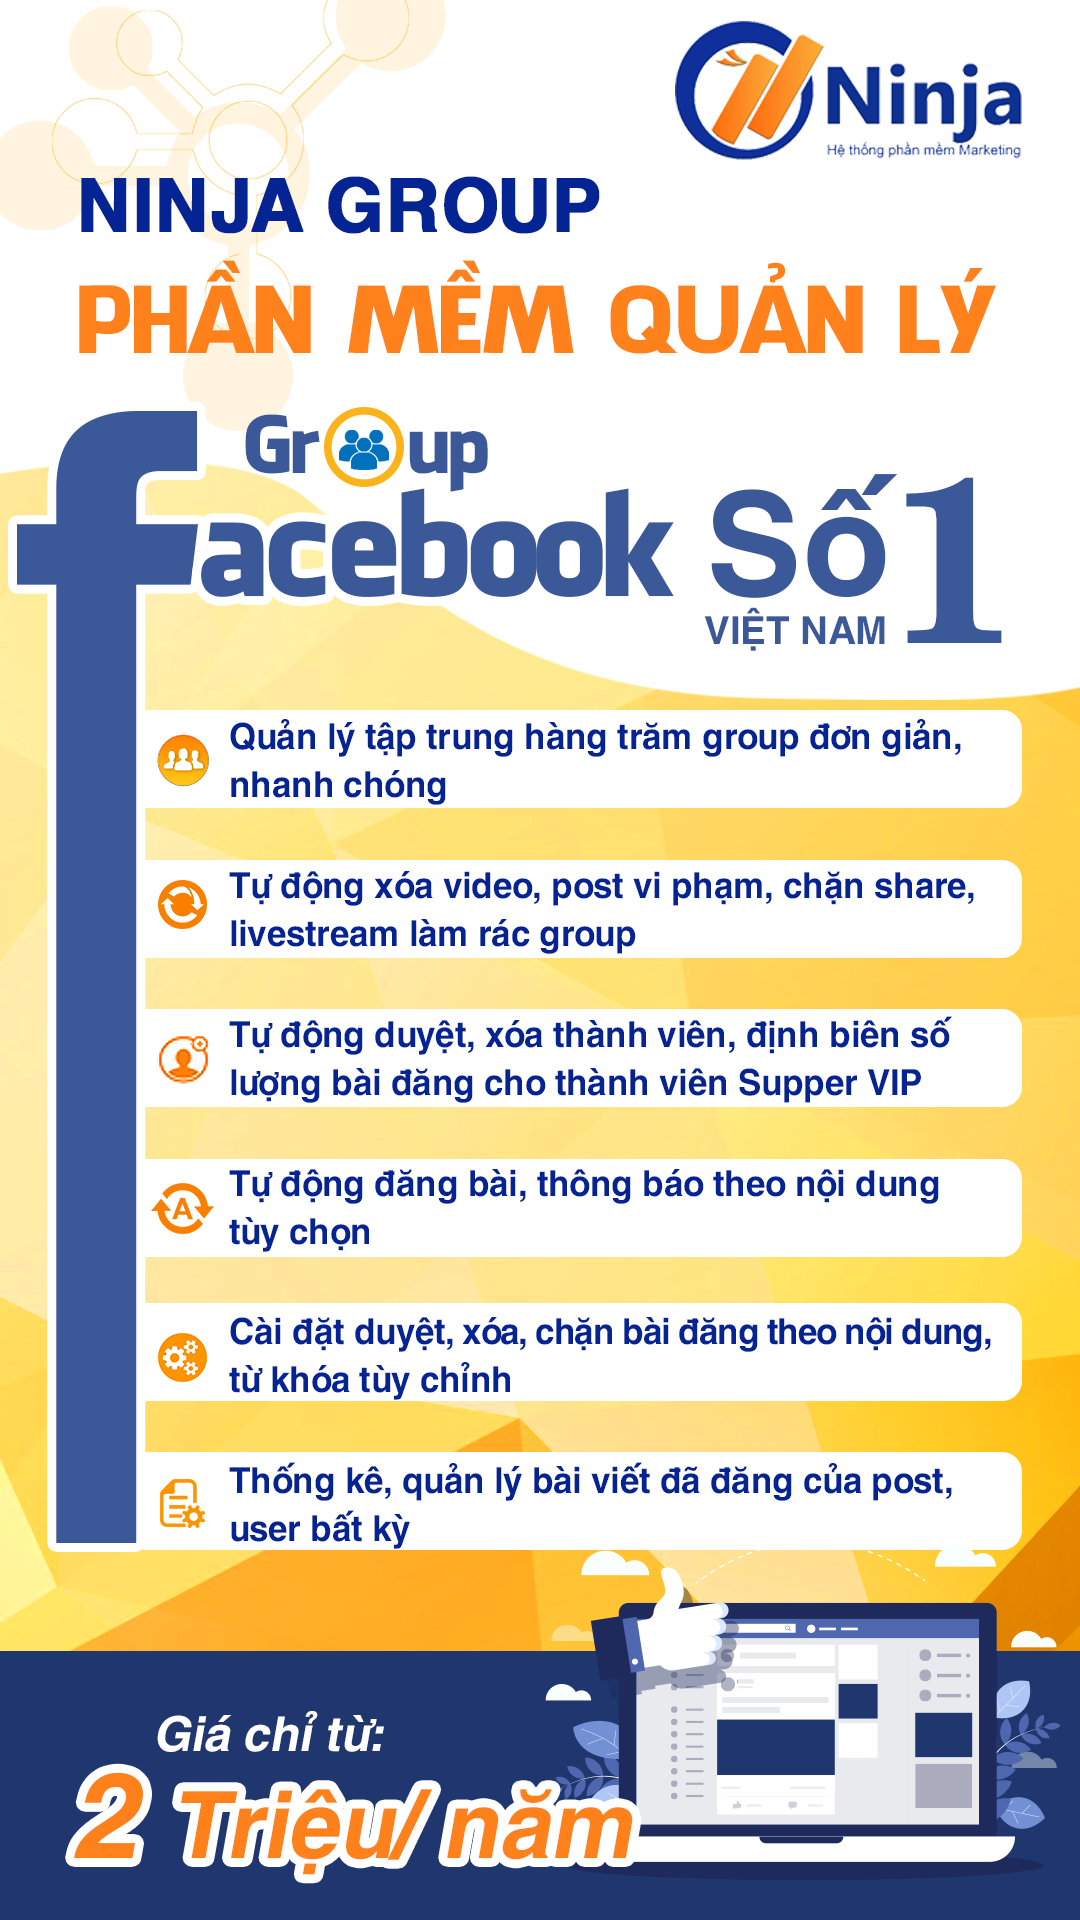 Ninja
Hệ thống phần mềm Marketing
NINJA GROUP
PHẦN MỀM QUẢN LÝ
Group
facebook Số 1
VIỆT NAM
Quản lý tập trung hàng trăm group đơn giản,
nhanh chóng
Tự động xóa video, post vi phạm, chặn share,
livestream làm rác group
Tự động duyệt, xóa thành viên, định biên số
lượng bài đăng cho thành viên Supper VIP
A
Tự động đăng bài, thông báo theo nội dung
tùy chọn
Cài đặt duyệt, xóa, chặn bài đăng theo nội dung,
từ khóa tùy chỉnh
Thống kê, quản lý bài viết đã đăng của post,
user bất kỳ
Giá chỉ từ:
2 Triệu/ năm